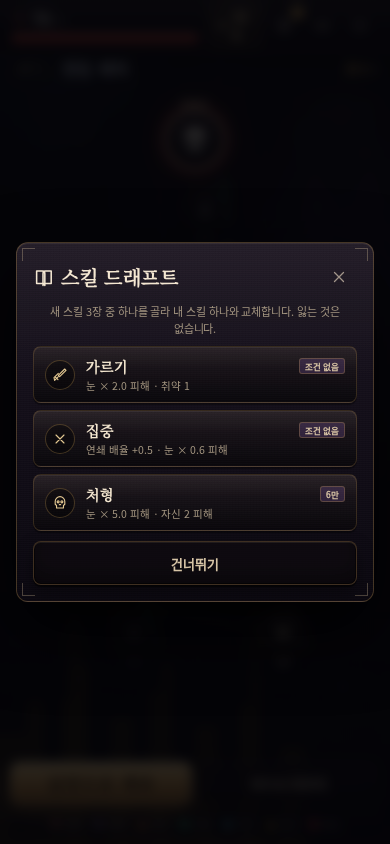 스킬 드래프트
새 스킬 3장 중 하나를 골라 내 스킬 하나와 교체합니다. 잃는 것은
없습니다.
가르기
조건 없음
눈 × 2.0 피해 · 취약 1
집중
조건 없음
연쇄 배율 +0.5 · 눈 × 0.6 피해
처형
6만
눈 × 5.0 피해 · 자신 2 피해
건너뛰기